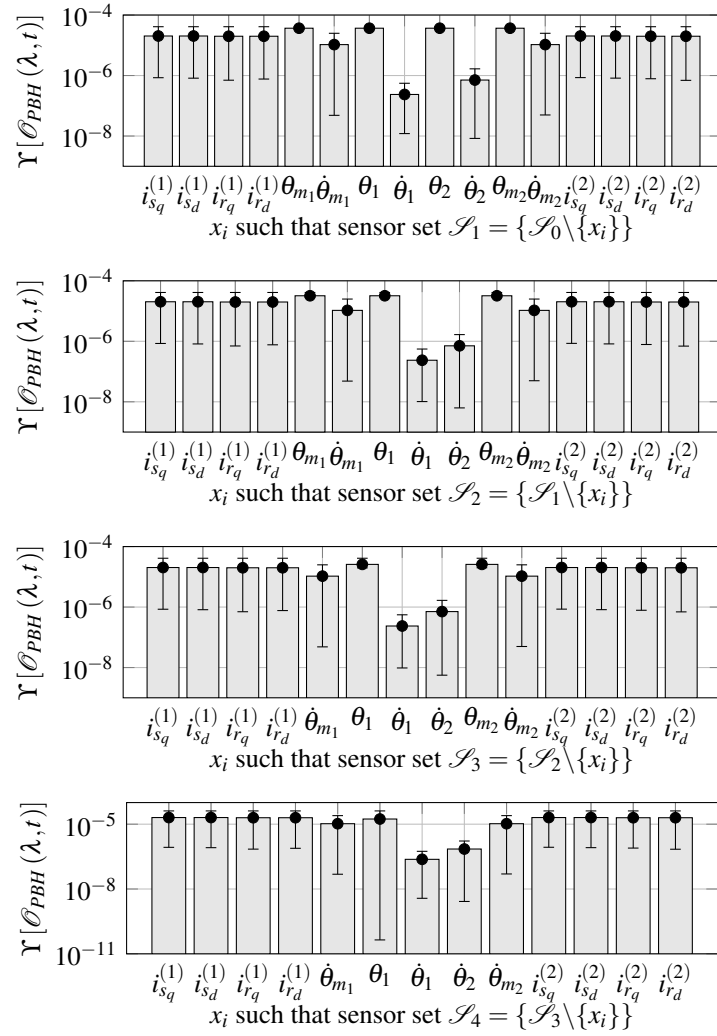 ϒ[𝒪_PBH(λ,t)]
10⁻⁴
10⁻⁶
10⁻⁸
i_{s_q}^{(1)} i_{s_d}^{(1)} i_{r_q}^{(1)} i_{r_d}^{(1)} θ_{m_1} θ̇_{m_1} θ_1 θ̇_1 θ_2 θ̇_2 θ_{m_2} θ̇_{m_2} i_{s_q}^{(2)} i_{s_d}^{(2)} i_{r_q}^{(2)} i_{r_d}^{(2)}
x_i such that sensor set 𝒮_1 = {𝒮_0\{x_i}}
ϒ[𝒪_PBH(λ,t)]
10⁻⁴
10⁻⁶
10⁻⁸
i_{s_q}^{(1)} i_{s_d}^{(1)} i_{r_q}^{(1)} i_{r_d}^{(1)} θ_{m_1} θ̇_{m_1} θ_1 θ̇_1 θ̇_2 θ_{m_2} θ̇_{m_2} i_{s_q}^{(2)} i_{s_d}^{(2)} i_{r_q}^{(2)} i_{r_d}^{(2)}
x_i such that sensor set 𝒮_2 = {𝒮_1\{x_i}}
ϒ[𝒪_PBH(λ,t)]
10⁻⁴
10⁻⁶
10⁻⁸
i_{s_q}^{(1)} i_{s_d}^{(1)} i_{r_q}^{(1)} i_{r_d}^{(1)} θ̇_{m_1} θ_1 θ̇_1 θ̇_2 θ_{m_2} θ̇_{m_2} i_{s_q}^{(2)} i_{s_d}^{(2)} i_{r_q}^{(2)} i_{r_d}^{(2)}
x_i such that sensor set 𝒮_3 = {𝒮_2\{x_i}}
ϒ[𝒪_PBH(λ,t)]
10⁻⁵
10⁻⁸
10⁻¹¹
i_{s_q}^{(1)} i_{s_d}^{(1)} i_{r_q}^{(1)} i_{r_d}^{(1)} θ̇_{m_1} θ_1 θ̇_1 θ̇_2 θ̇_{m_2} i_{s_q}^{(2)} i_{s_d}^{(2)} i_{r_q}^{(2)} i_{r_d}^{(2)}
x_i such that sensor set 𝒮_4 = {𝒮_3\{x_i}}